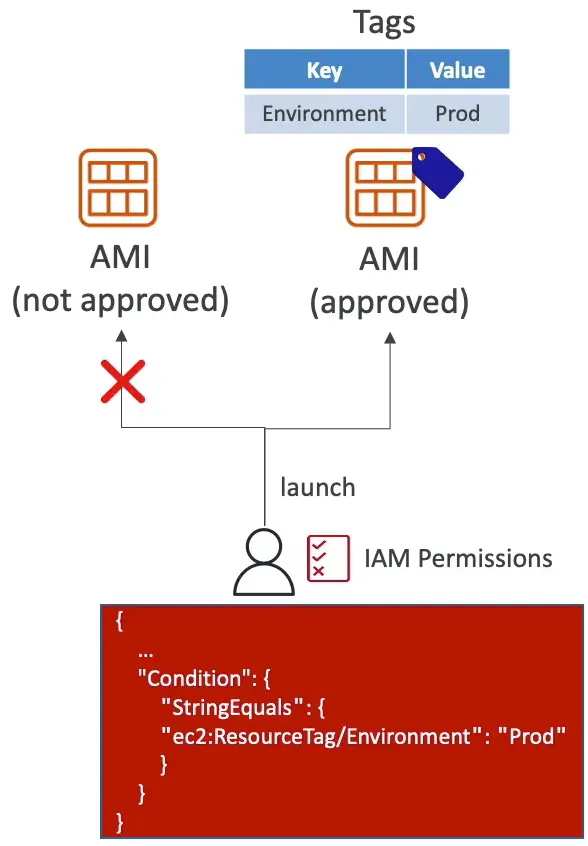 Tags
Key Value
Environment Prod
AMI
(not approved)
AMI
(approved)
launch
IAM Permissions
{
...
"Condition": {
"StringEquals": {
"ec2:ResourceTag/Environment": "Prod"
}
}
}